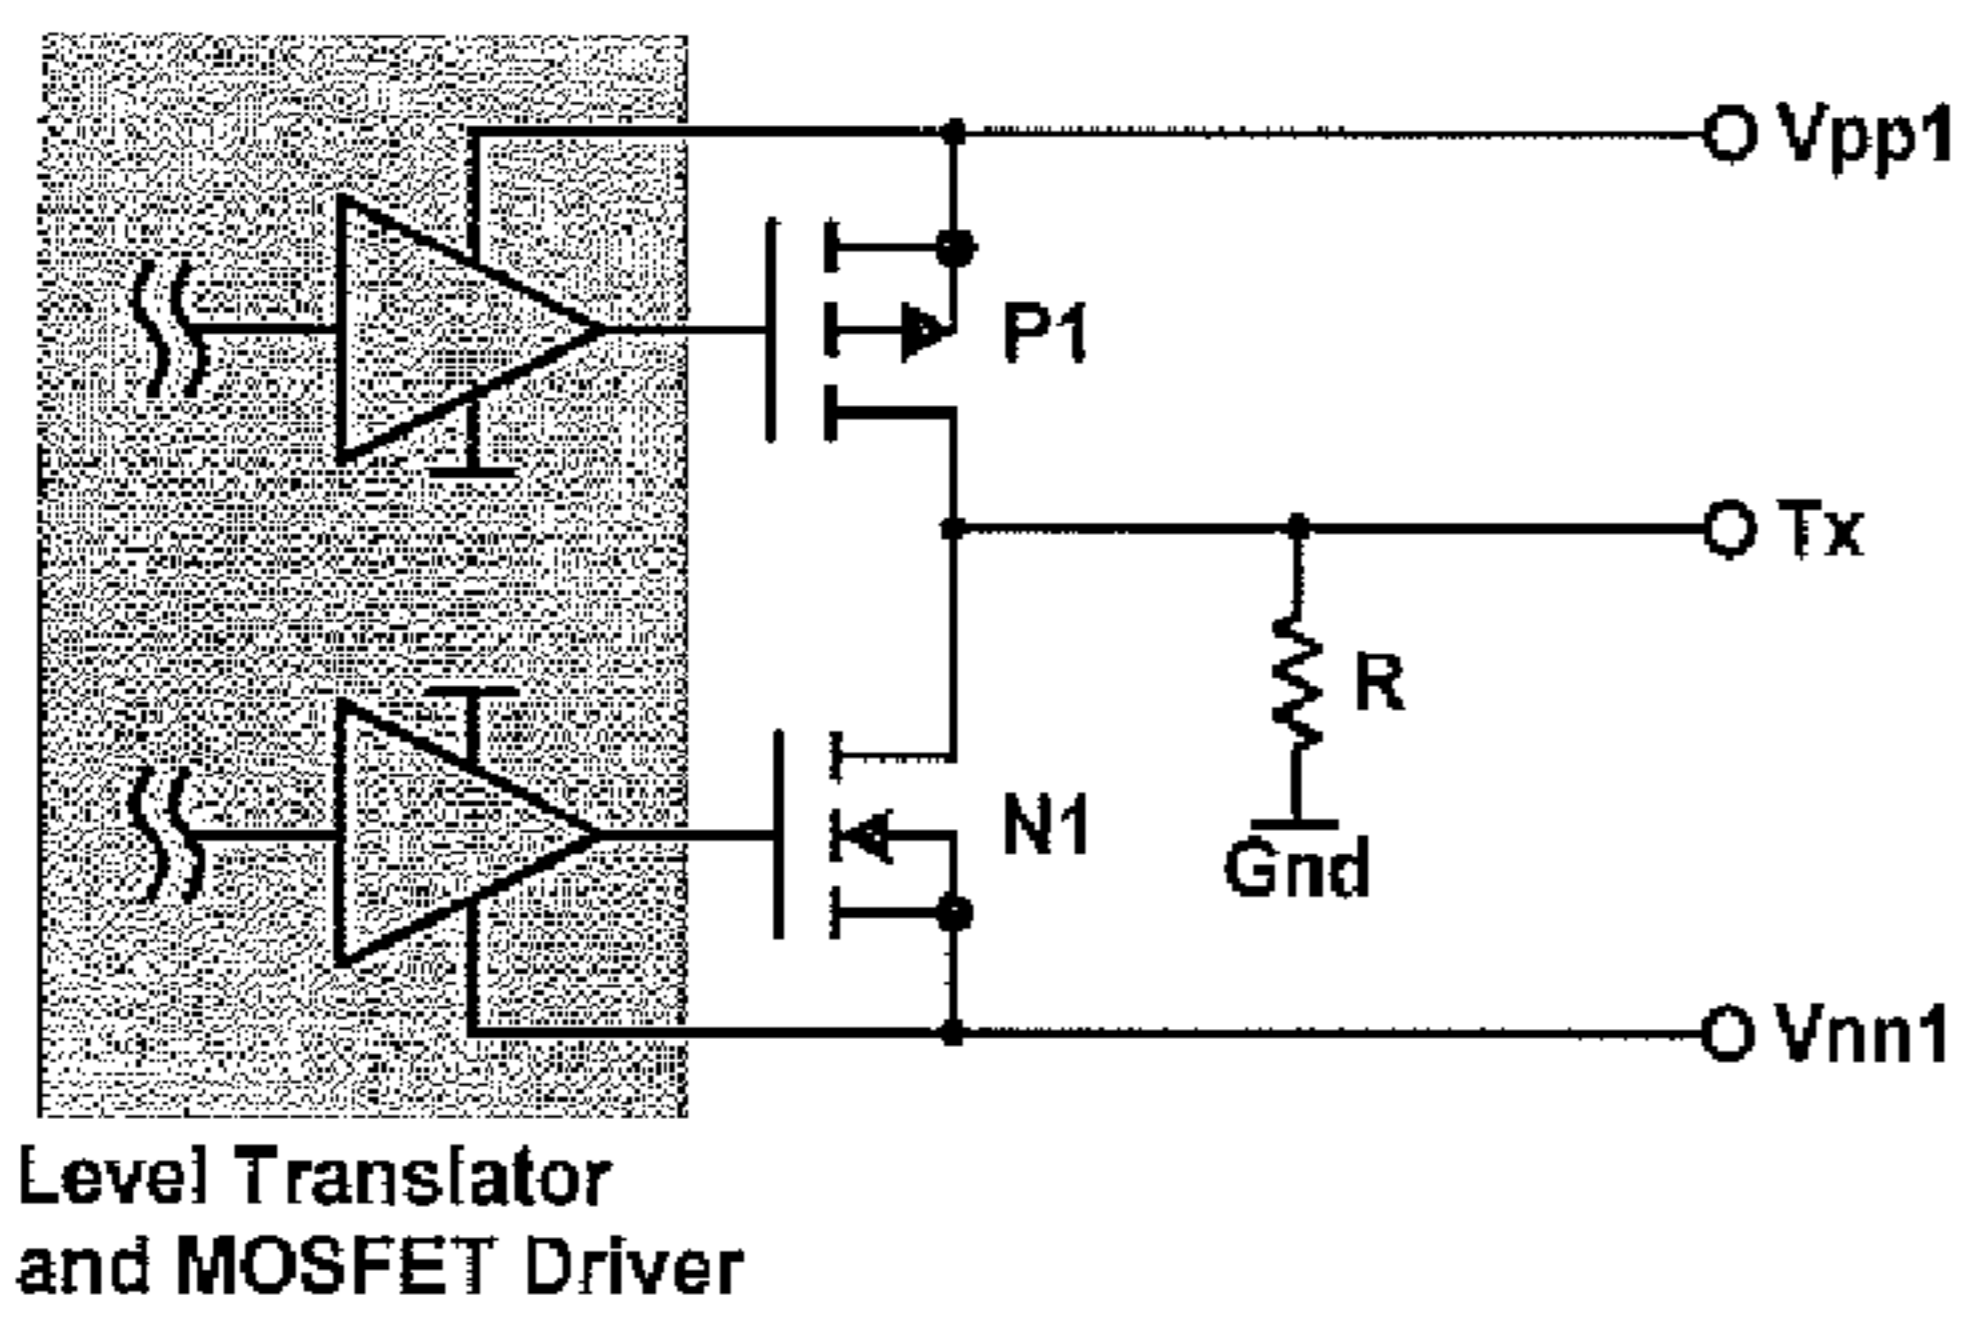 Vpp1
P1
Tx
R
N1
Gnd
Vnn1
Level Translator
and MOSFET Driver